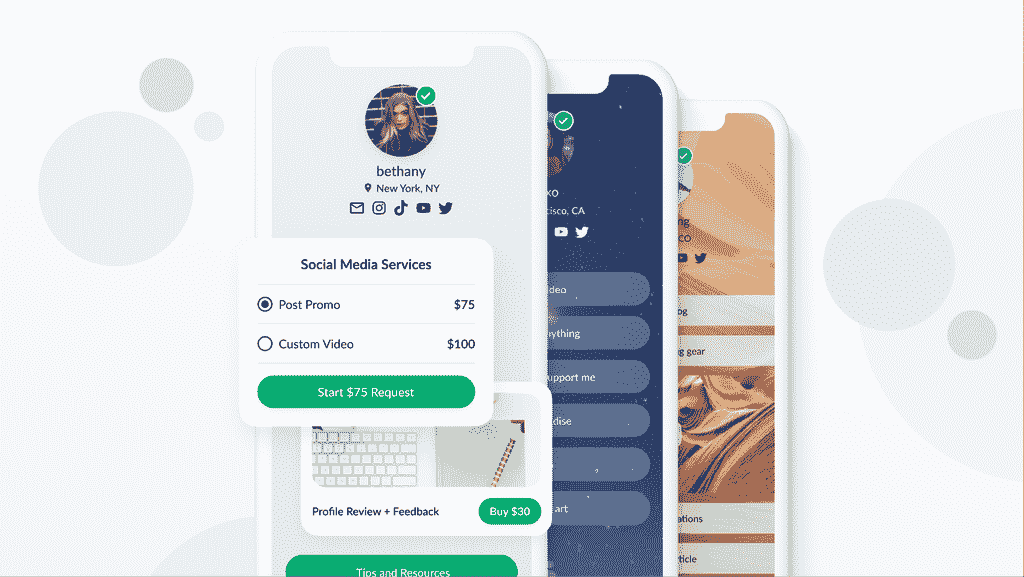 bethany
New York, NY
Social Media Services
Post Promo $75
Custom Video $100
Start $75 Request
Profile Review + Feedback Buy $30
Tips and Resources
xo
cisco, CA
deo
ything
upport me
dise
?
art
ng
CO
og
g gear
ations
ticle